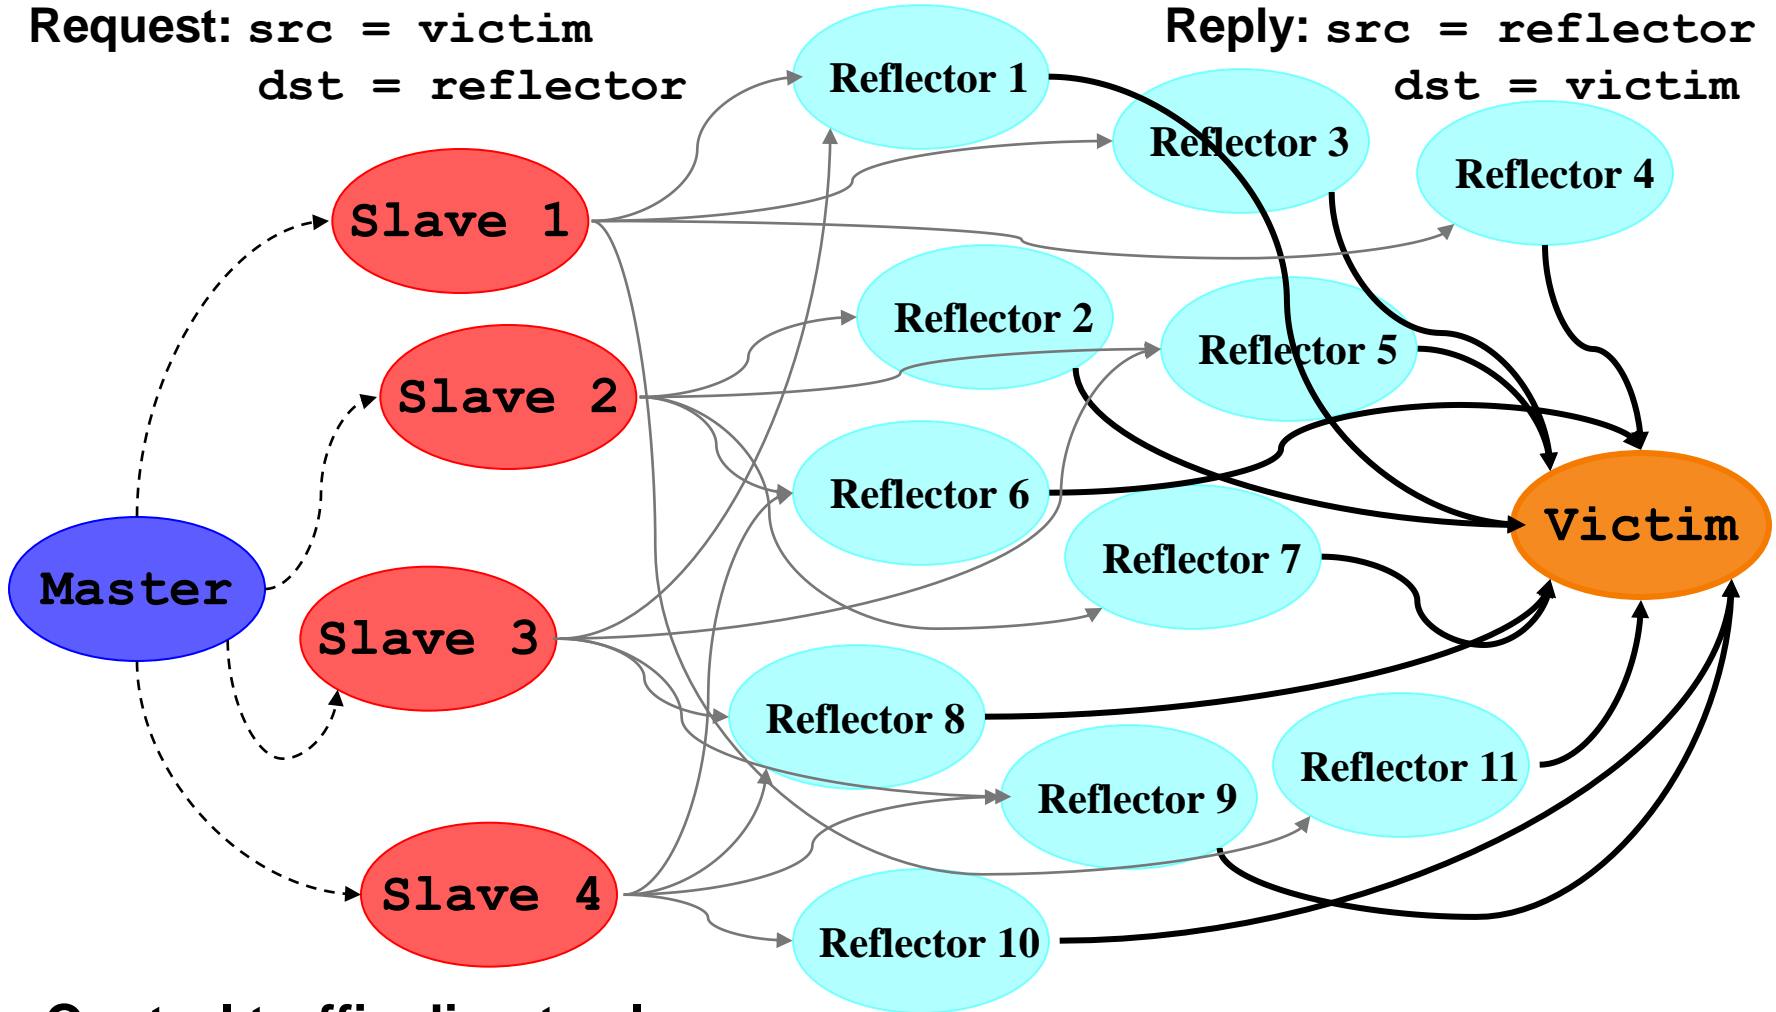 Request: src = victim
dst = reflector
Reply: src = reflector
dst = victim
Reflector 1
Reflector 3
Reflector 4
Slave 1
Reflector 2
Reflector 5
Slave 2
Reflector 6
Victim
Reflector 7
Master
Slave 3
Reflector 8
Reflector 11
Reflector 9
Slave 4
Reflector 10